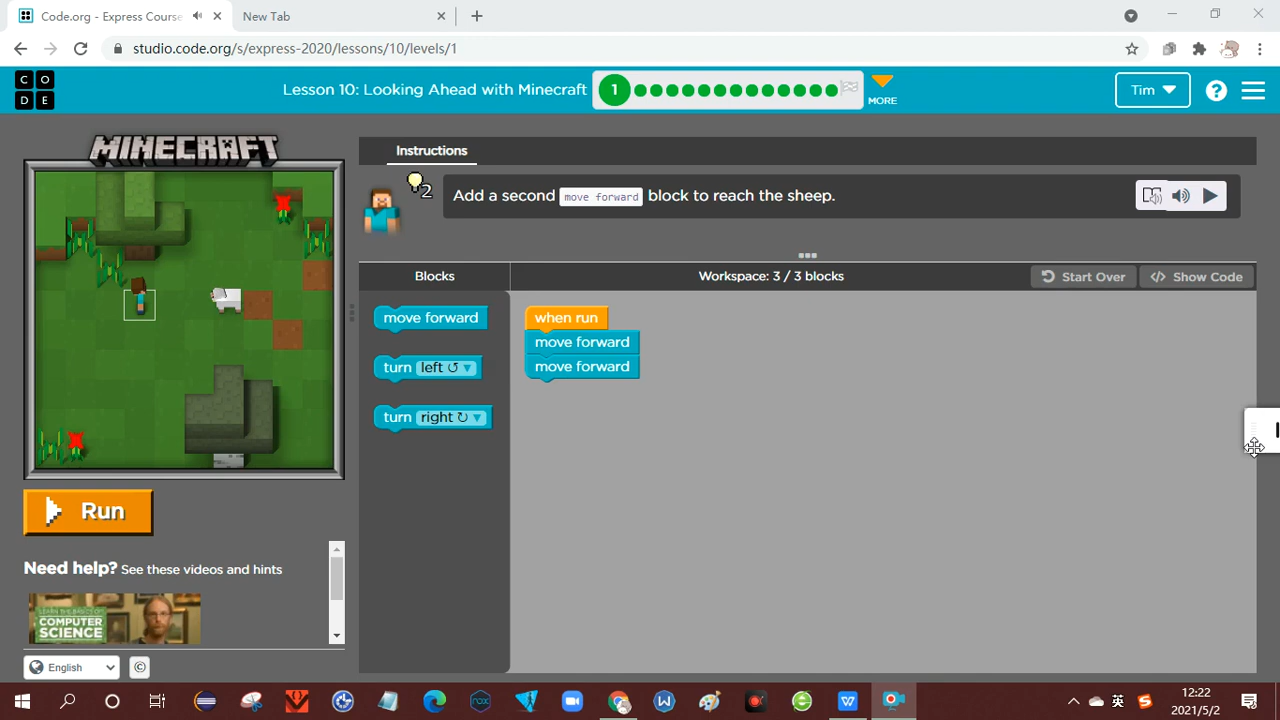 Code.org - Express Course
New Tab
studio.code.org/s/express-2020/lessons/10/levels/1
C O
D E
Lesson 10: Looking Ahead with Minecraft
1
MORE
Tim
?
MINECRAFT
Instructions
2
Add a second move forward block to reach the sheep.
Blocks
Workspace: 3 / 3 blocks
Start Over
</> Show Code
move forward
turn left
turn right
when run
move forward
move forward
Run
Need help? See these videos and hints
COMPUTER
SCIENCE
English
©
英
12:22
2021/5/2